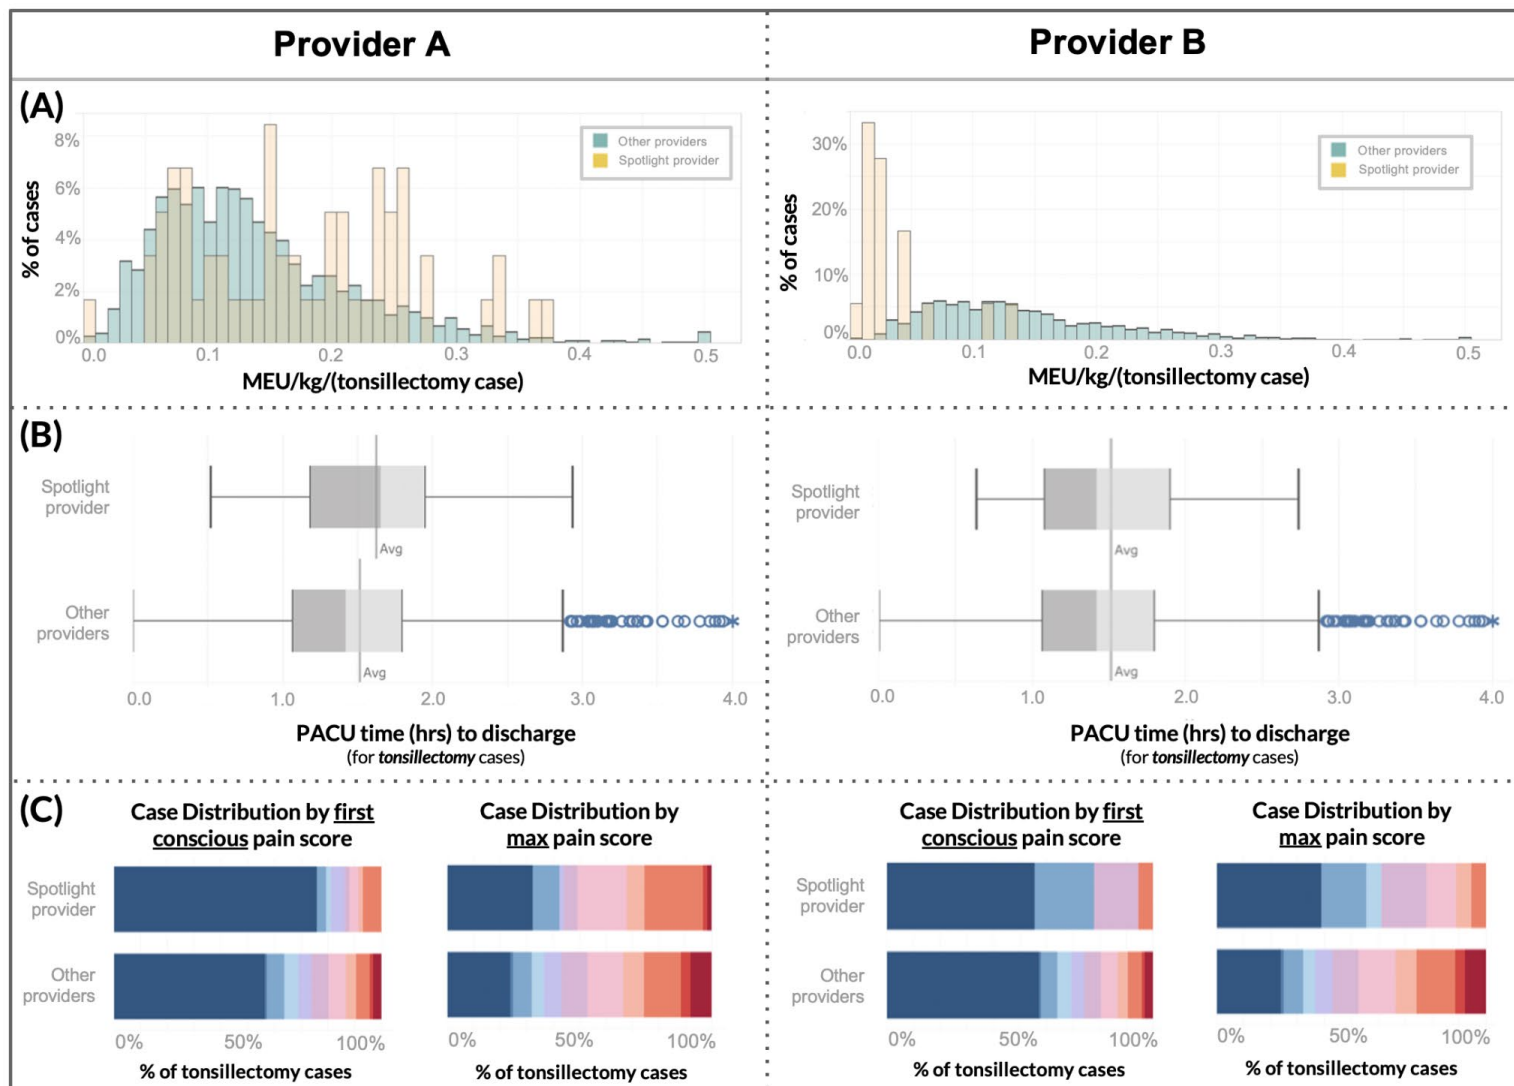 Provider A
Provider B
(A)
% of cases
8%
6%
4%
2%
0%
Other providers
Spotlight provider
0.0 0.1 0.2 0.3 0.4 0.5
MEU/kg/(tonsillectomy case)
% of cases
30%
20%
10%
0%
Other providers
Spotlight provider
0.0 0.1 0.2 0.3 0.4 0.5
MEU/kg/(tonsillectomy case)
(B)
Spotlight
provider
Avg
Other
providers
Avg
0.0 1.0 2.0 3.0 4.0
PACU time (hrs) to discharge
(for tonsillectomy cases)
Spotlight
provider
Avg
Other
providers
Avg
0.0 1.0 2.0 3.0 4.0
PACU time (hrs) to discharge
(for tonsillectomy cases)
(C)
Case Distribution by first
conscious pain score
Case Distribution by
max pain score
Spotlight
provider
Other
providers
0% 50% 100%
0% 50% 100%
% of tonsillectomy cases
% of tonsillectomy cases
Case Distribution by first
conscious pain score
Case Distribution by
max pain score
Spotlight
provider
Other
providers
0% 50% 100%
0% 50% 100%
% of tonsillectomy cases
% of tonsillectomy cases